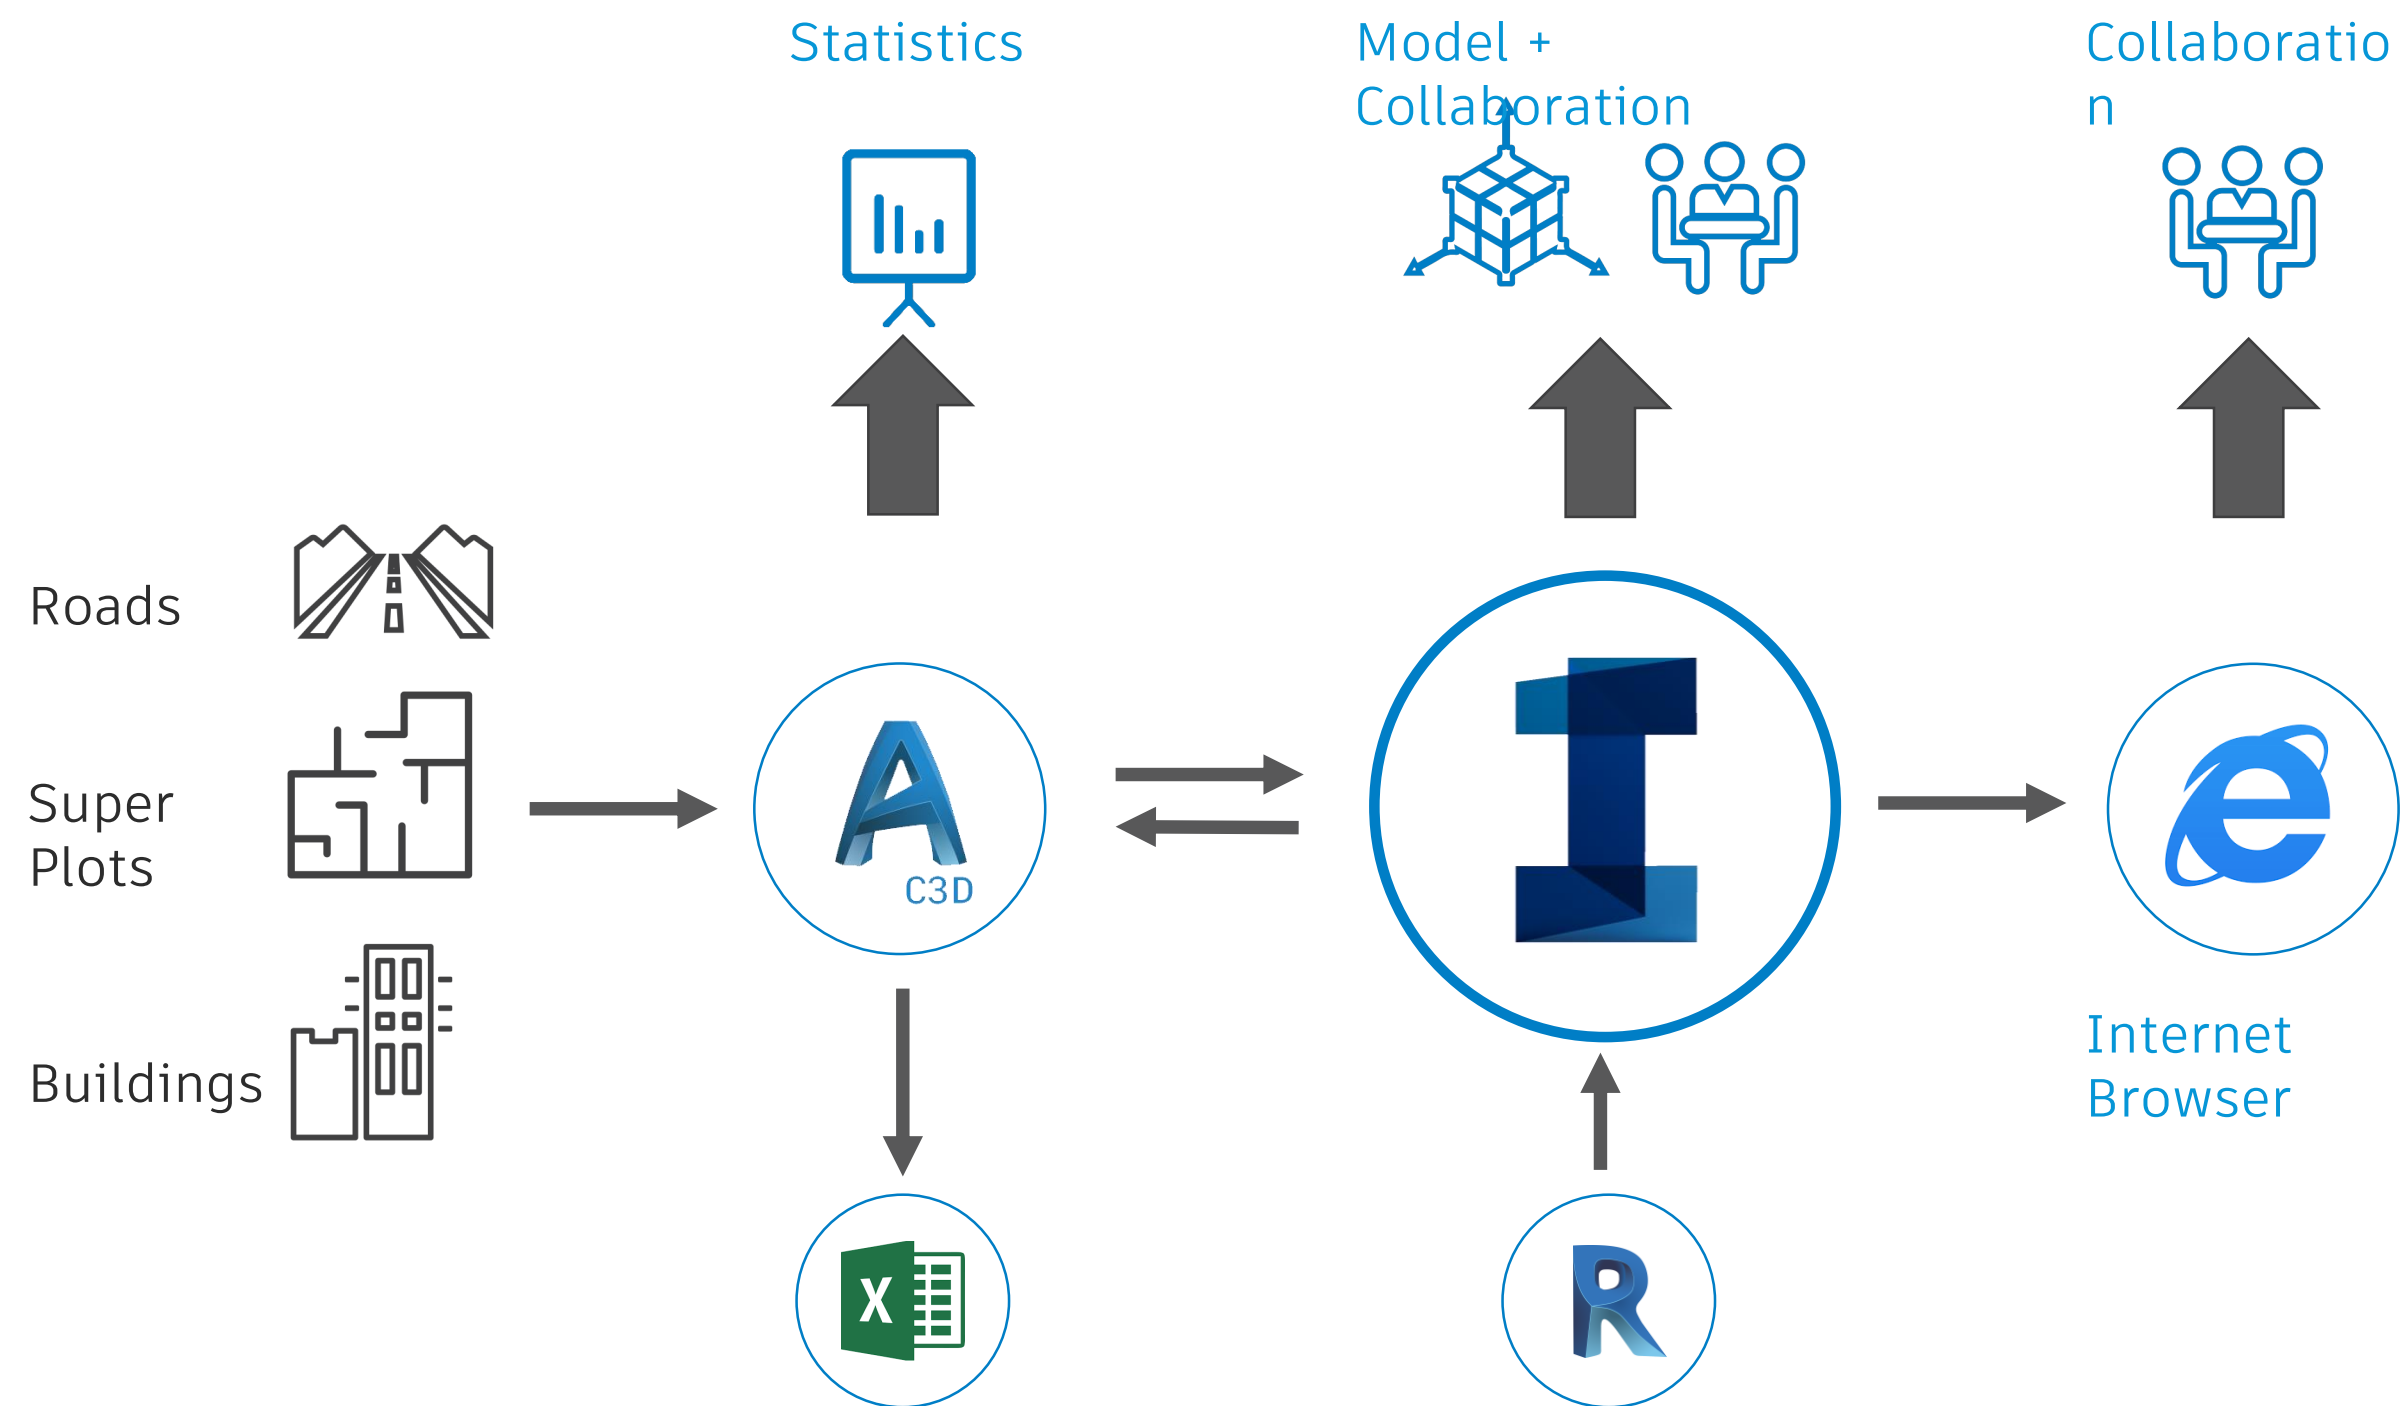 Statistics
Model +
Collaboration
Collaboratio
n
Roads
Super
Plots
Buildings
C3D
Internet
Browser
X